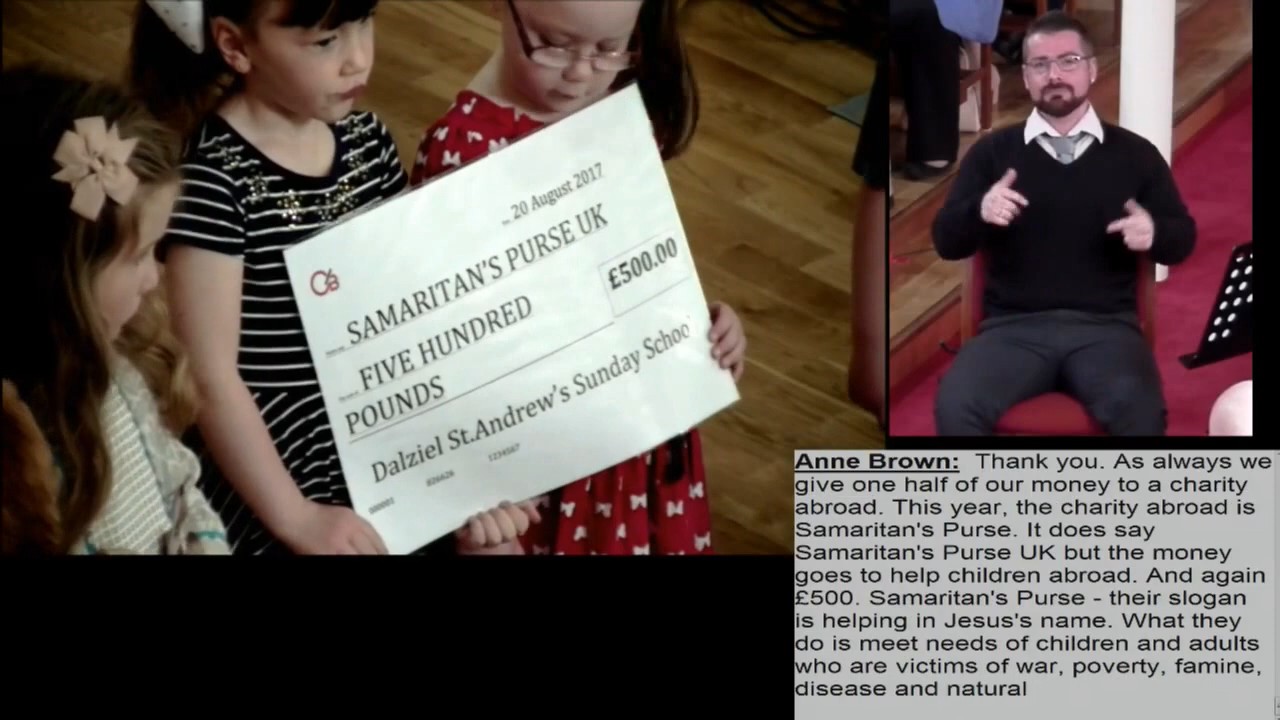 20 August 2017
SAMARITAN'S PURSE UK
FIVE HUNDRED
£500.00
POUNDS
Dalziel St.Andrew's Sunday Schoo
000001 026626 1234567
Anne Brown: Thank you. As always we
give one half of our money to a charity
abroad. This year, the charity abroad is
Samaritan's Purse. It does say
Samaritan's Purse UK but the money
goes to help children abroad. And again
£500. Samaritan's Purse - their slogan
is helping in Jesus's name. What they
do is meet needs of children and adults
who are victims of war, poverty, famine,
disease and natural